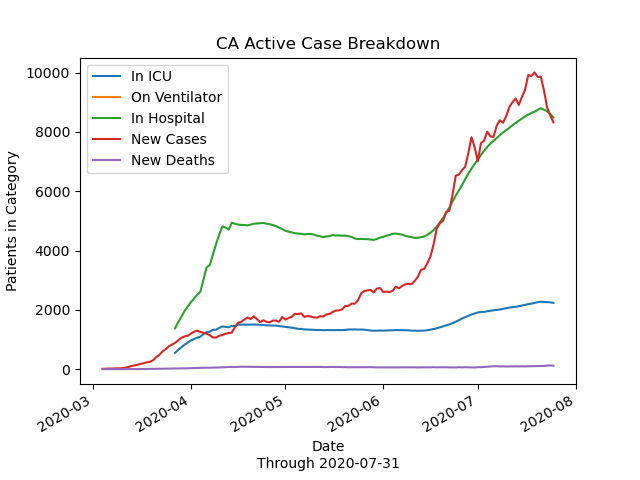 CA Active Case Breakdown
In ICU
On Ventilator
In Hospital
New Cases
New Deaths
10000
8000
6000
4000
2000
0
Patients in Category
2020-03
2020-04
2020-05
2020-06
2020-07
2020-08
Date
Through 2020-07-31